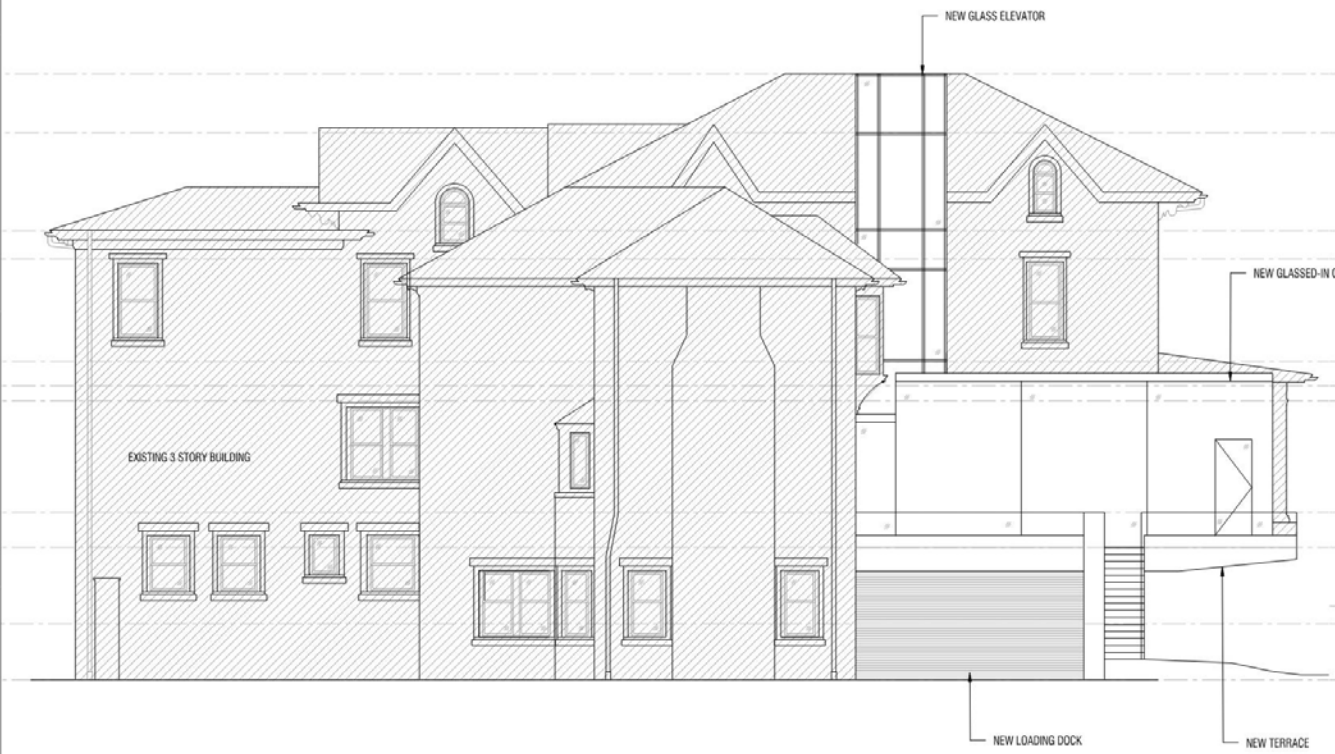 NEW GLASS ELEVATOR
NEW GLASSED-IN
EXISTING 3 STORY BUILDING
NEW LOADING DOCK
NEW TERRACE